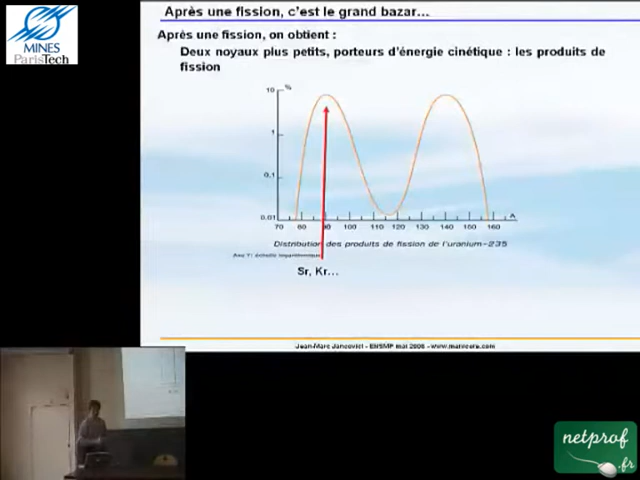 Après une fission, c'est le grand bazar...
MINES
ParisTech
Après une fission, on obtient :
Deux noyaux plus petits, porteurs d'énergie cinétique : les produits de
fission
10
%
1
0,1
0,01
A
70 80 90 100 110 120 130 140 150 160
Distribution des produits de fission de l'uranium-235
Axe Y: échelle logarithmique
Sr, Kr...
Jean-Marc Jancovici - ENSMP mai 2006 - www.manicore.com
netprof
.fr